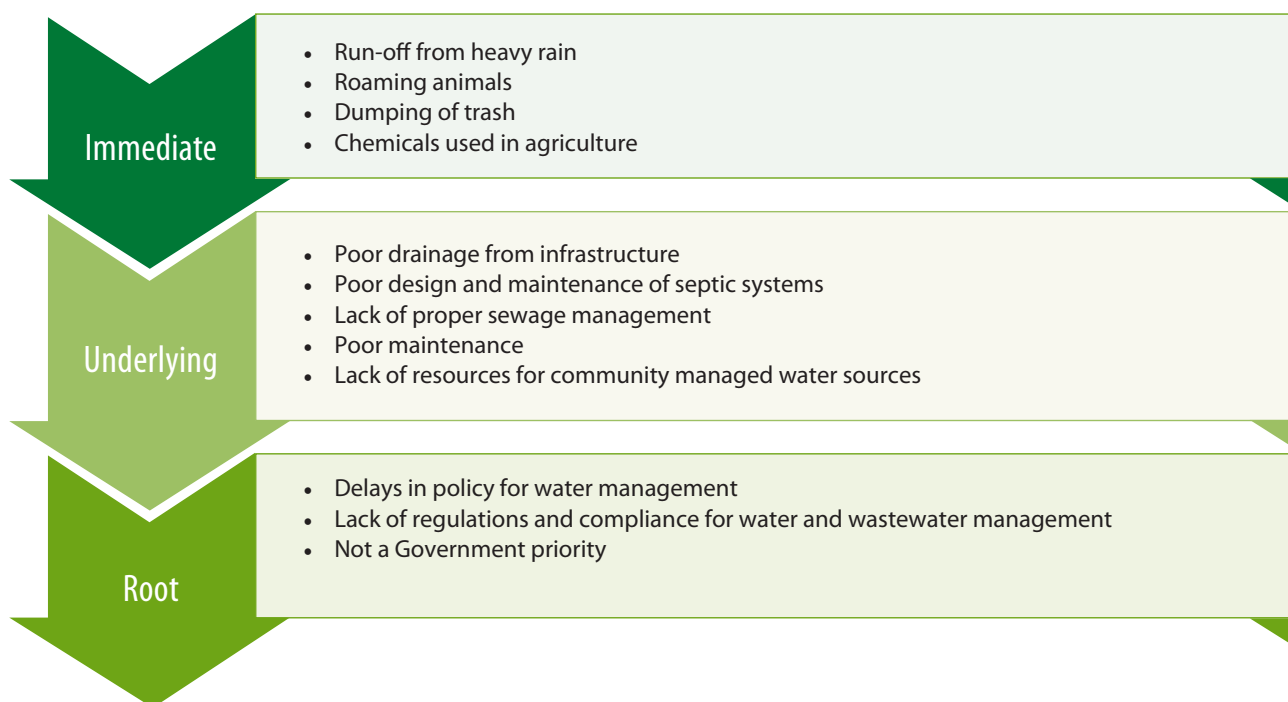 Immediate
• Run-off from heavy rain
• Roaming animals
• Dumping of trash
• Chemicals used in agriculture
Underlying
• Poor drainage from infrastructure
• Poor design and maintenance of septic systems
• Lack of proper sewage management
• Poor maintenance
• Lack of resources for community managed water sources
Root
• Delays in policy for water management
• Lack of regulations and compliance for water and wastewater management
• Not a Government priority